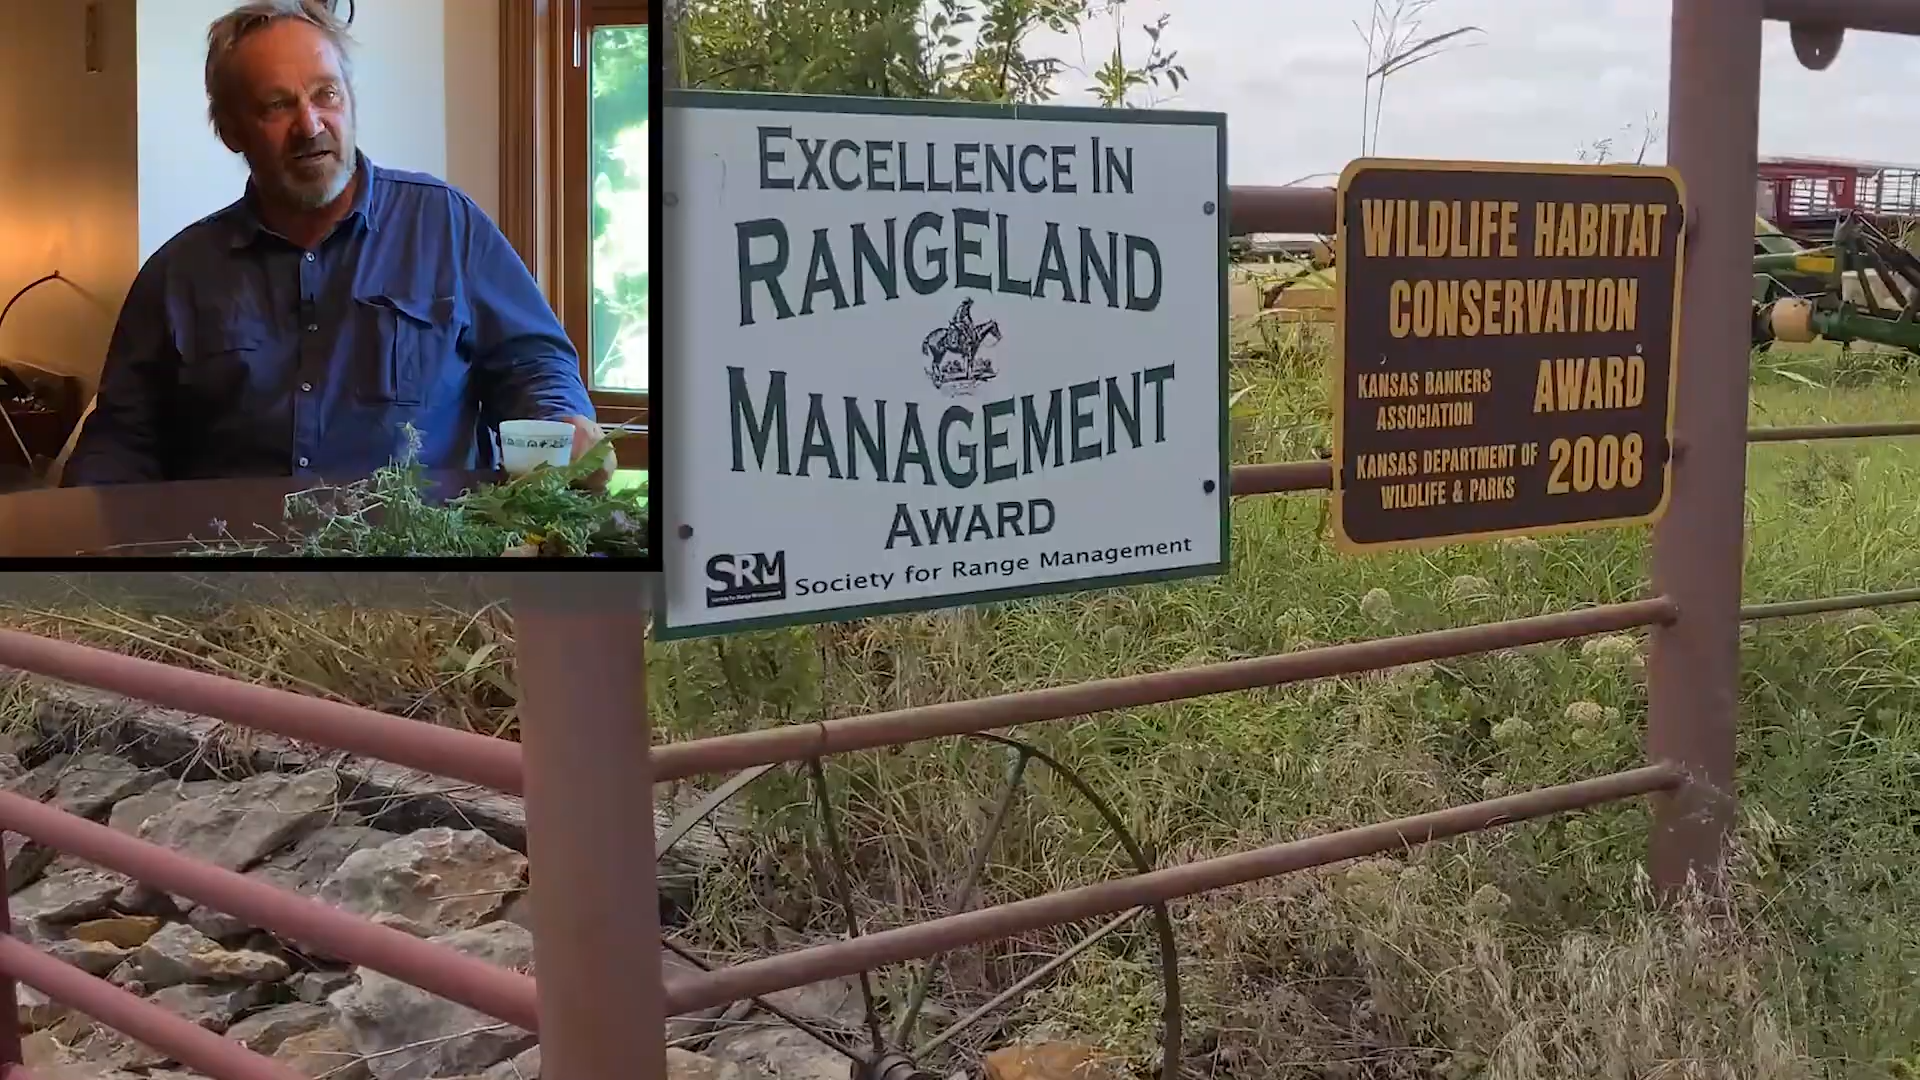 EXCELLENCE IN
RANGELAND
MANAGEMENT
AWARD
SRM
Society for Range Management
WILDLIFE HABITAT
CONSERVATION
AWARD
KANSAS BANKERS
ASSOCIATION
KANSAS DEPARTMENT OF
WILDLIFE & PARKS
2008